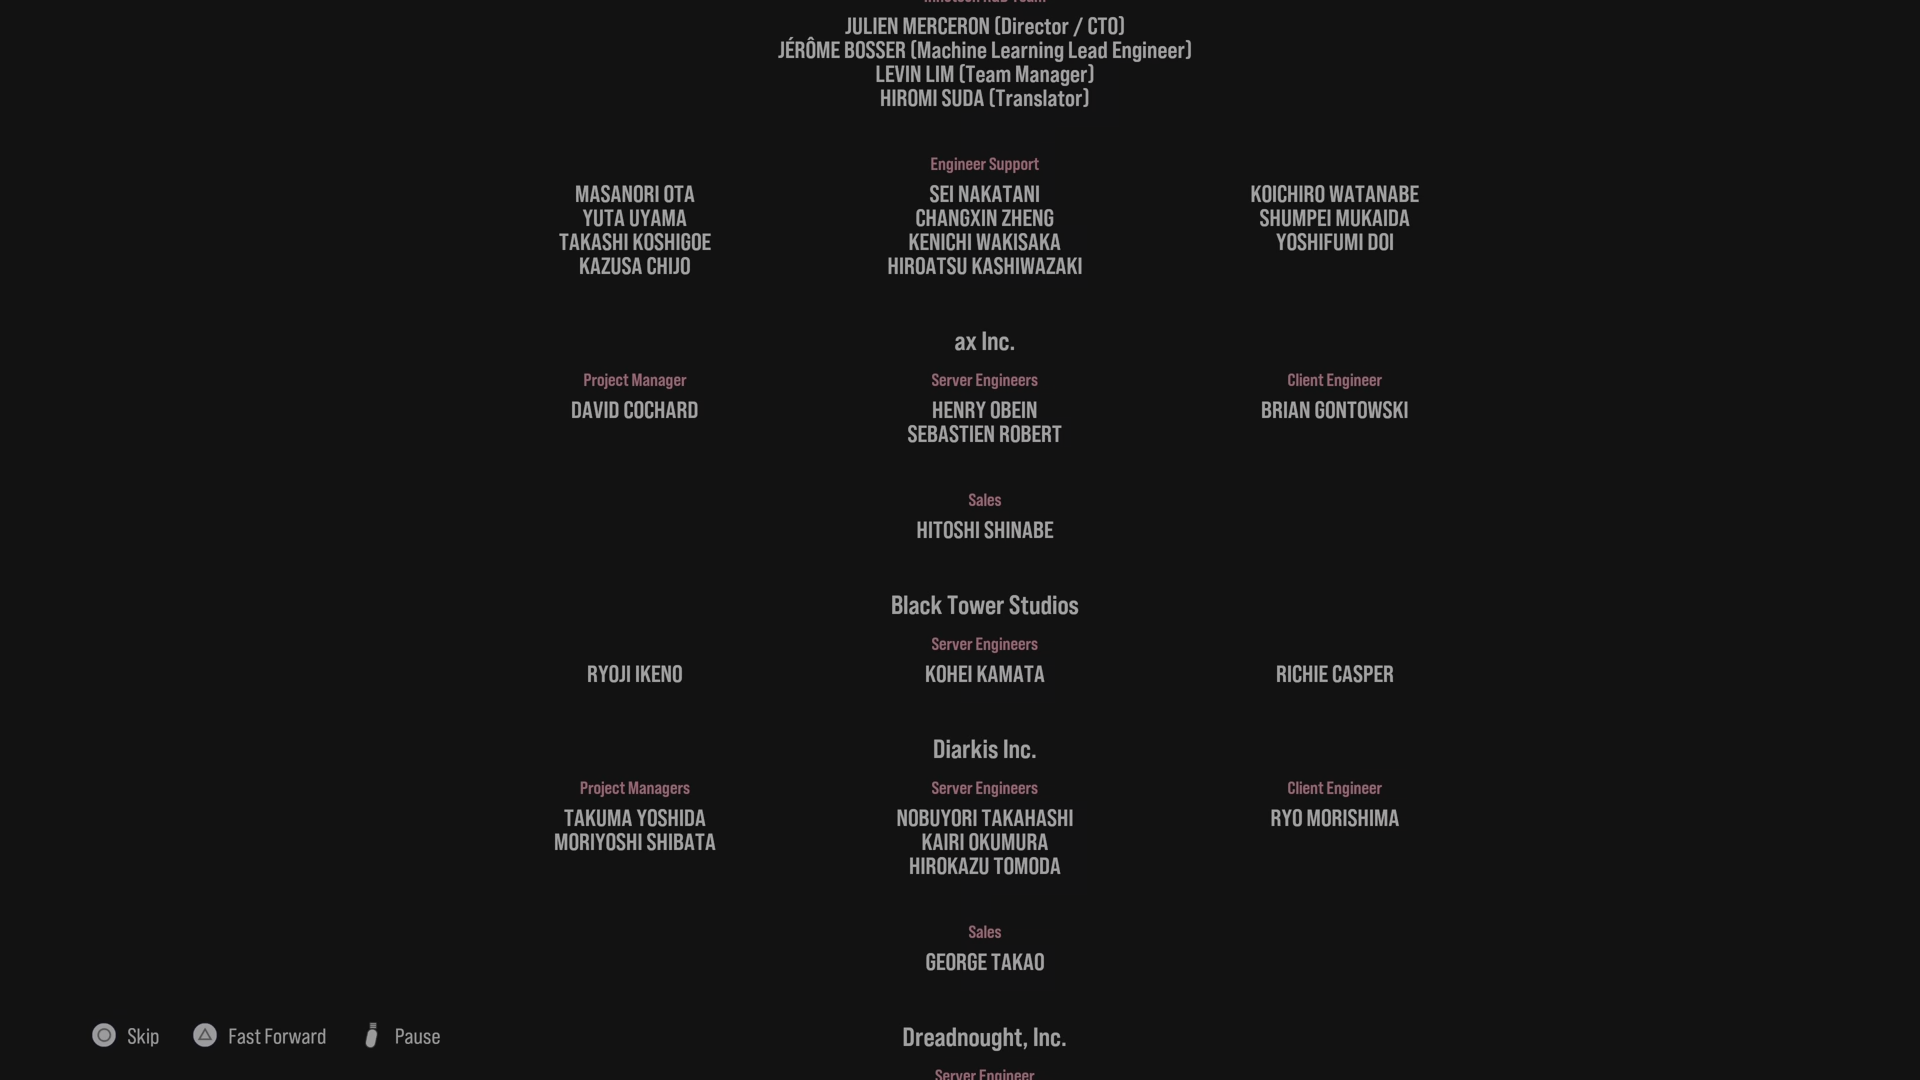 JULIEN MERCERON (Director / CTO)
JÉRÔME BOSSER (Machine Learning Lead Engineer)
LEVIN LIM (Team Manager)
HIROMI SUDA (Translator)
Engineer Support
MASANORI OTA SEI NAKATANI KOICHIRO WATANABE
YUTA UYAMA CHANGXIN ZHENG SHUMPEI MUKAIDA
TAKASHI KOSHIGOE KENICHI WAKISAKA YOSHIFUMI DOI
KAZUSA CHIJO HIROATSU KASHIWAZAKI
ax Inc.
Project Manager Server Engineers Client Engineer
DAVID COCHARD HENRY OBEIN BRIAN GONTOWSKI
SEBASTIEN ROBERT
Sales
HITOSHI SHINABE
Black Tower Studios
Server Engineers
RYOJI IKENO KOHEI KAMATA RICHIE CASPER
Diarkis Inc.
Project Managers Server Engineers Client Engineer
TAKUMA YOSHIDA NOBUYORI TAKAHASHI RYO MORISHIMA
MORIYOSHI SHIBATA KAIRI OKUMURA
HIROKAZU TOMODA
Sales
GEORGE TAKAO
Skip Fast Forward Pause
Dreadnought, Inc.
Server Engineer